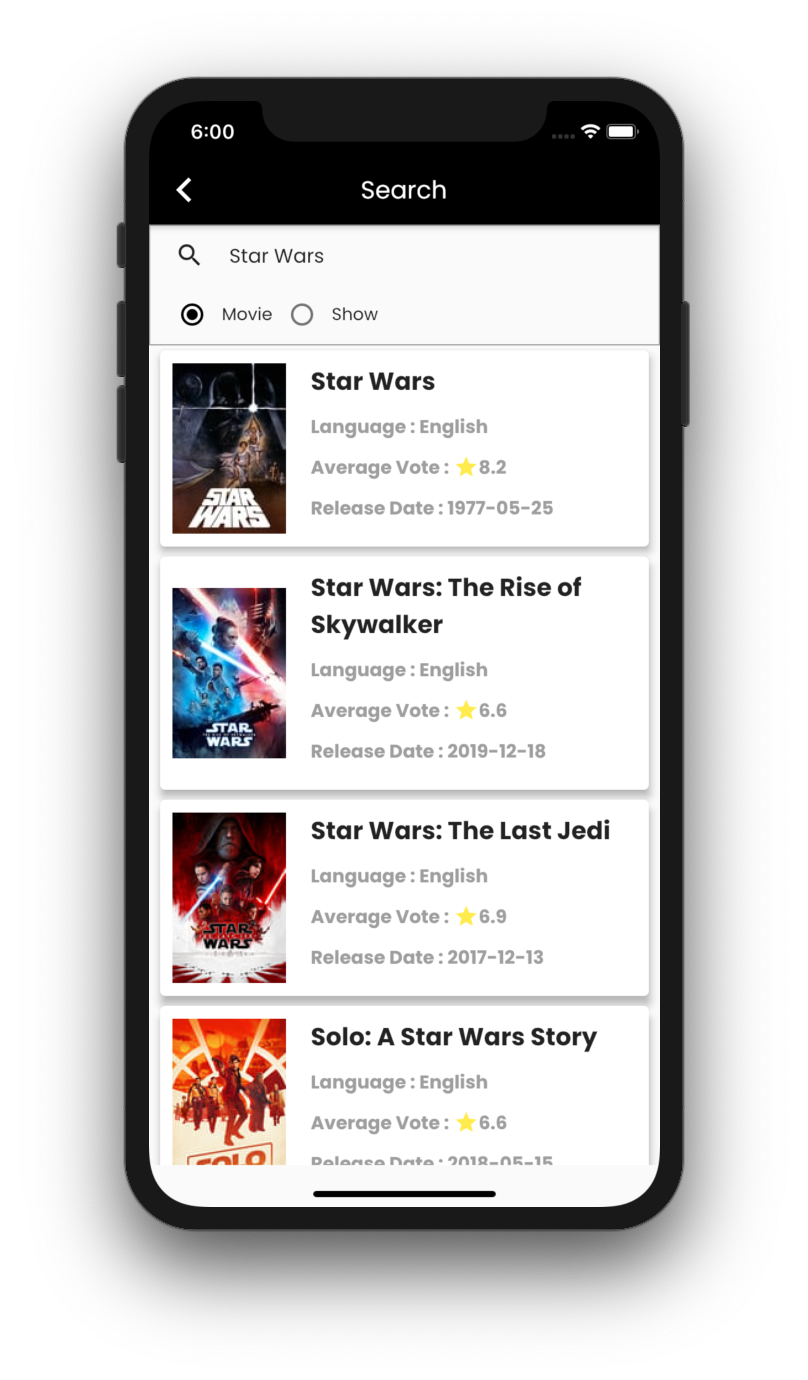 6:00
Search
Star Wars
Movie Show
STAR
WARS
Star Wars
Language : English
Average Vote : ⭐8.2
Release Date : 1977-05-25
STAR
WARS
Star Wars: The Rise of
Skywalker
Language : English
Average Vote : ⭐6.6
Release Date : 2019-12-18
STAR
WARS
Star Wars: The Last Jedi
Language : English
Average Vote : ⭐6.9
Release Date : 2017-12-13
SOLO
Solo: A Star Wars Story
Language : English
Average Vote : ⭐6.6
Release Date : 2018-05-15